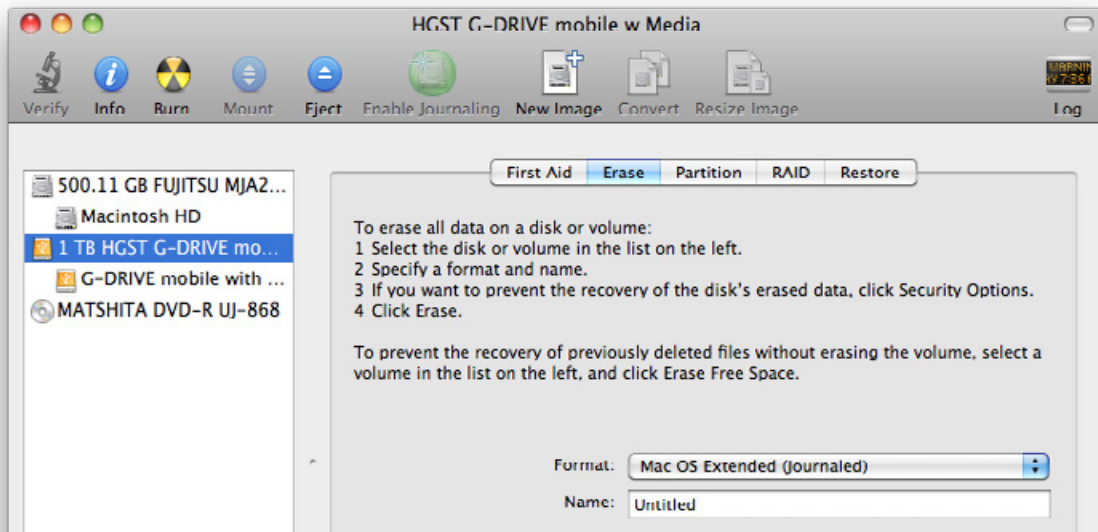 HGST G-DRIVE mobile w Media
Verify Info Burn Mount Eject Enable Journaling New Image Convert Resize Image Log
WARNIN
First Aid Erase Partition RAID Restore
500.11 GB FUJITSU MJA2...
Macintosh HD
1 TB HGST G-DRIVE mo...
G-DRIVE mobile with ...
MATSHITA DVD-R UJ-868
To erase all data on a disk or volume:
1 Select the disk or volume in the list on the left.
2 Specify a format and name.
3 If you want to prevent the recovery of the disk's erased data, click Security Options.
4 Click Erase.
To prevent the recovery of previously deleted files without erasing the volume, select a
volume in the list on the left, and click Erase Free Space.
Format: Mac OS Extended (Journaled)
Name: Untitled